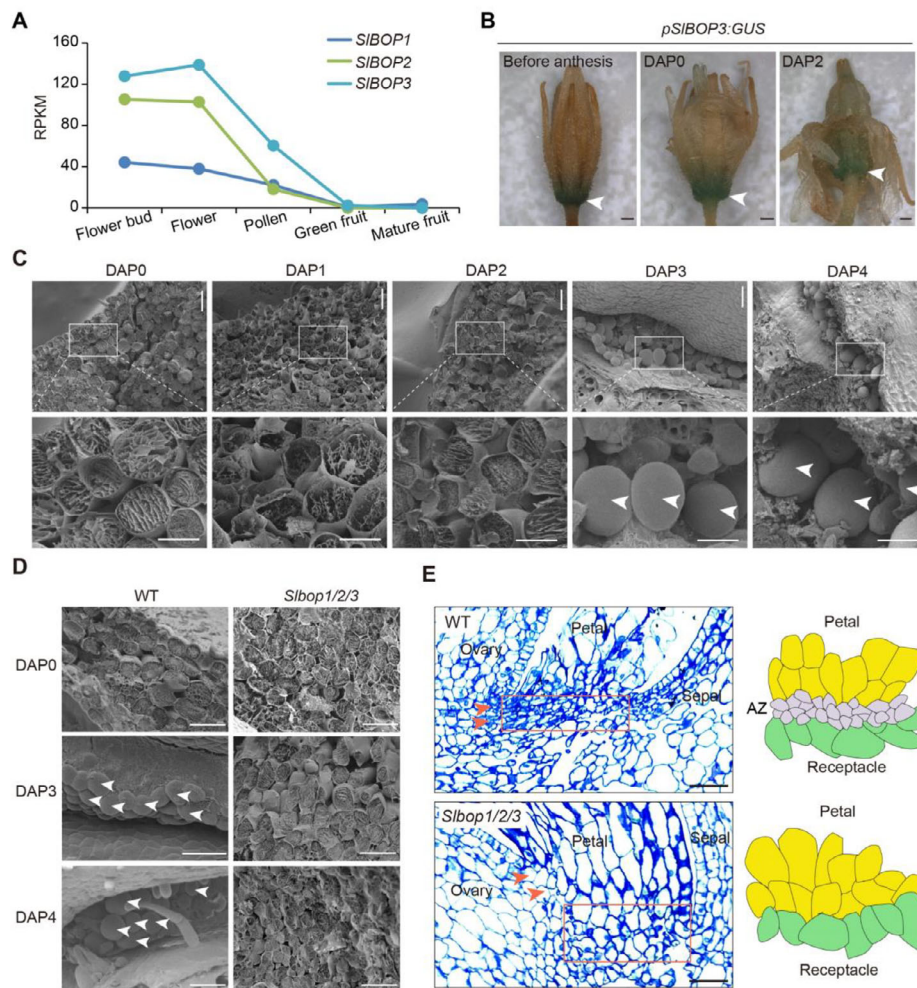 A
160
120
80
40
0
RPKM
SlBOP1
SlBOP2
SlBOP3
Flower bud
Flower
Pollen
Green fruit
Mature fruit
B
pSlBOP3:GUS
Before anthesis
DAP0
DAP2
C
DAP0
DAP1
DAP2
DAP3
DAP4
D
WT
Slbop1/2/3
DAP0
DAP3
DAP4
E
WT
Petal
Ovary
Sepal
Petal
AZ
Receptacle
Slbop1/2/3
Petal
Sepal
Ovary
Petal
Receptacle